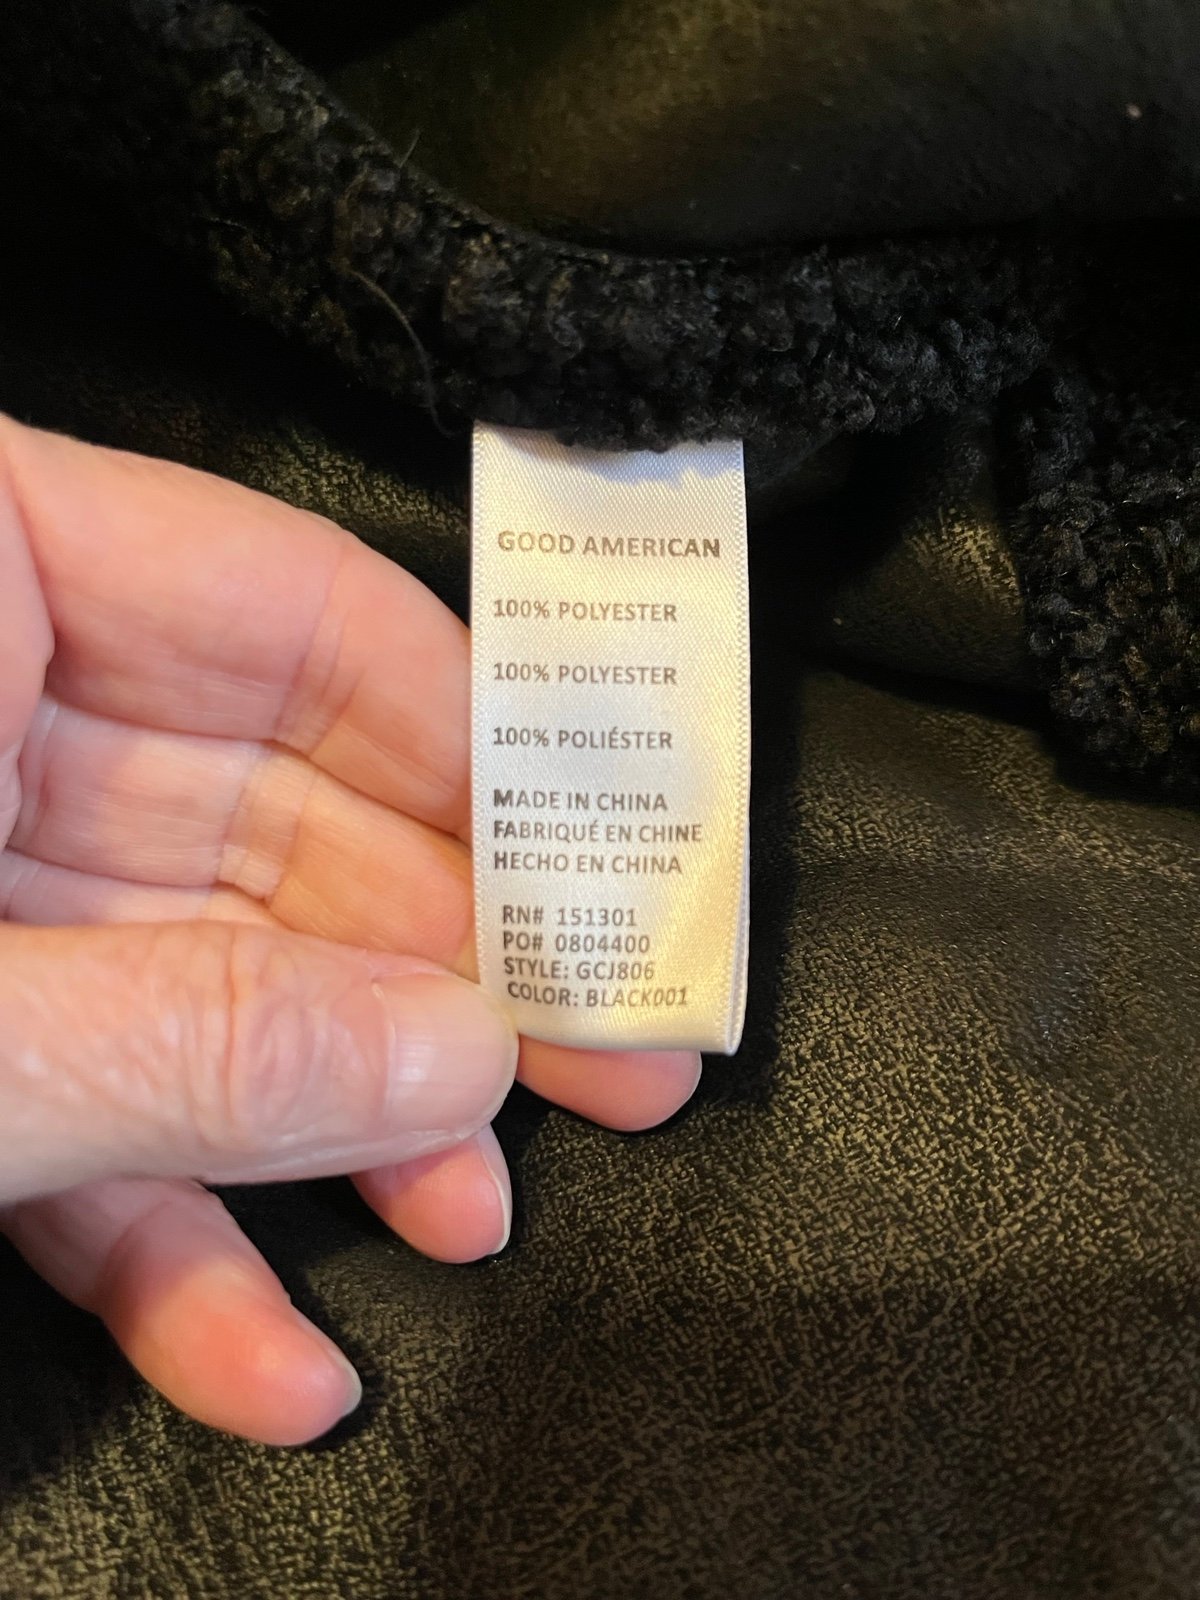 GOOD AMERICAN
100% POLYESTER
100% POLYESTER
100% POLIÉSTER
MADE IN CHINA
FABRIQUÉ EN CHINE
HECHO EN CHINA
RN# 151301
PO# 0804400
STYLE: GCJ806
COLOR: BLACK001